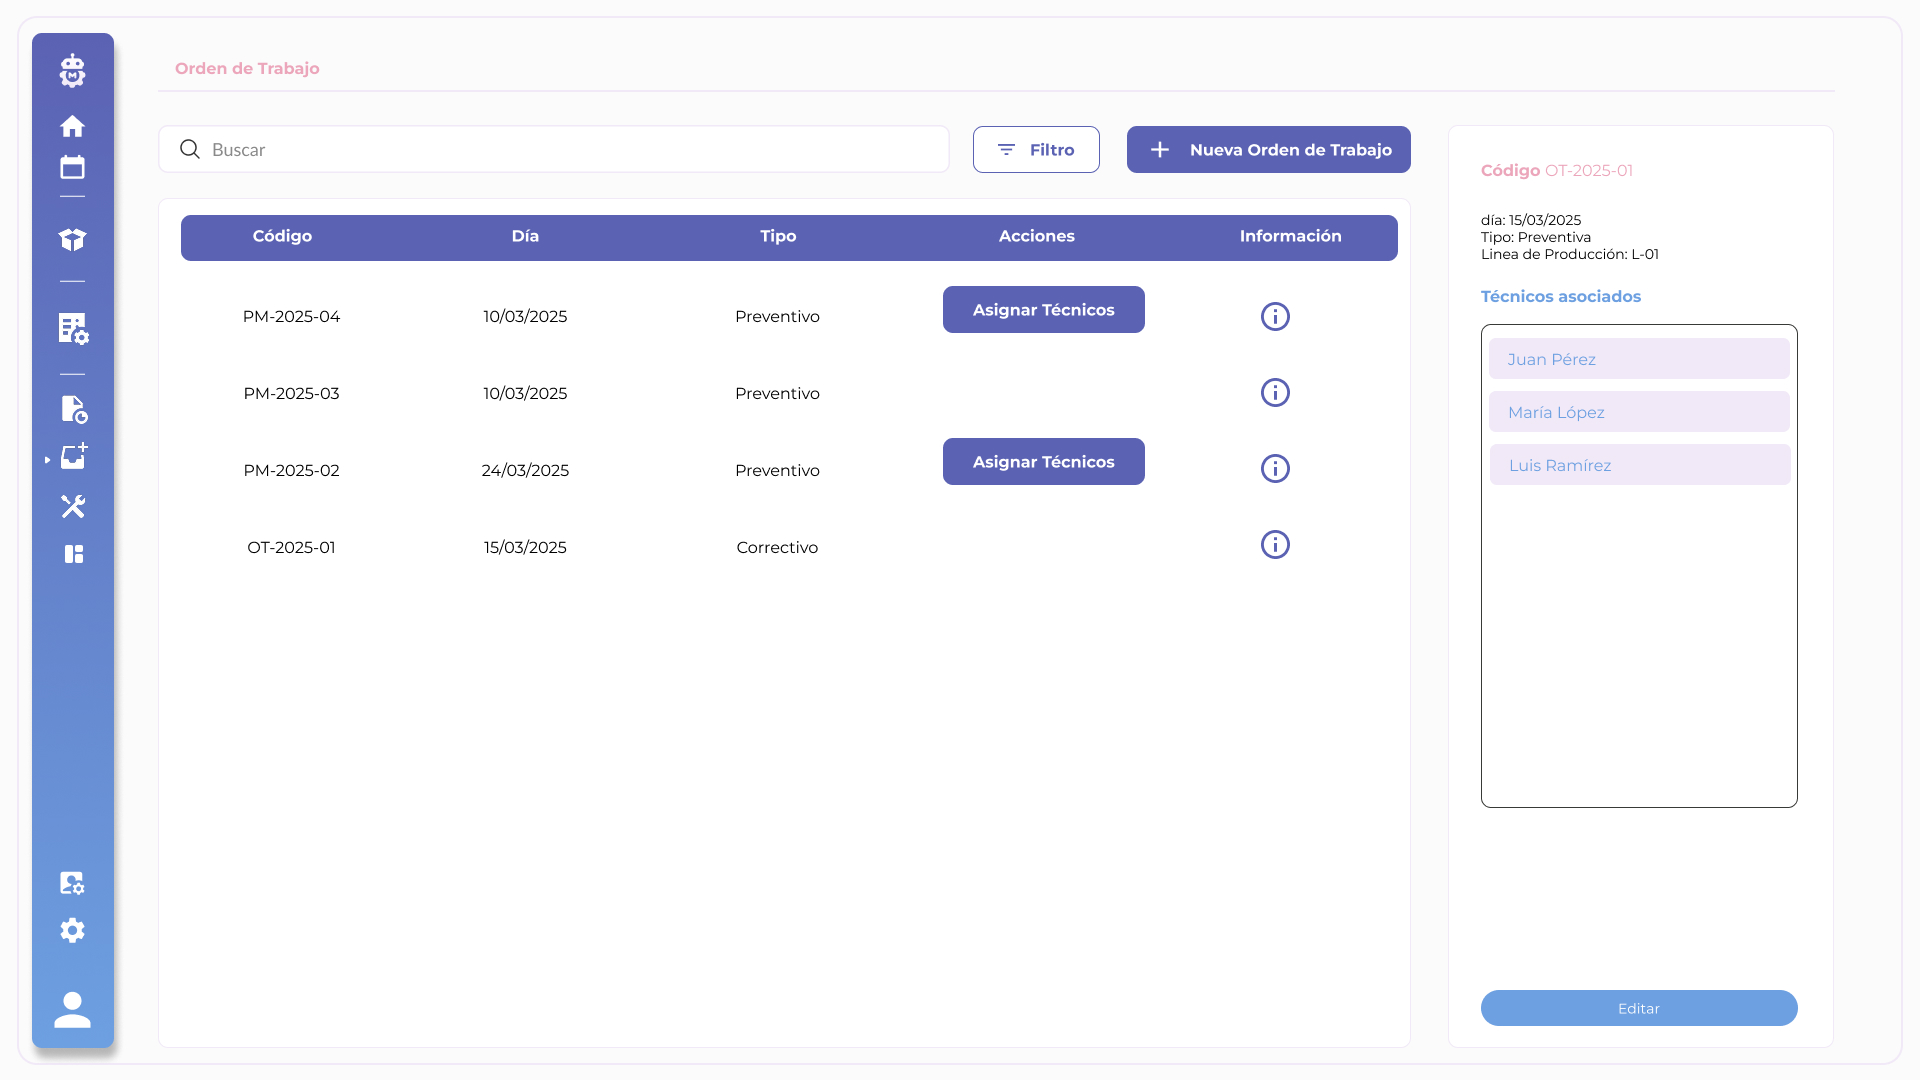 Orden de Trabajo
Buscar
Filtro
Nueva Orden de Trabajo
Código Día Tipo Acciones Información
PM-2025-04 10/03/2025 Preventivo Asignar Técnicos
PM-2025-03 10/03/2025 Preventivo
PM-2025-02 24/03/2025 Preventivo Asignar Técnicos
OT-2025-01 15/03/2025 Correctivo
Código OT-2025-01
día: 15/03/2025
Tipo: Preventiva
Linea de Producción: L-01
Técnicos asociados
Juan Pérez
María López
Luis Ramírez
Editar